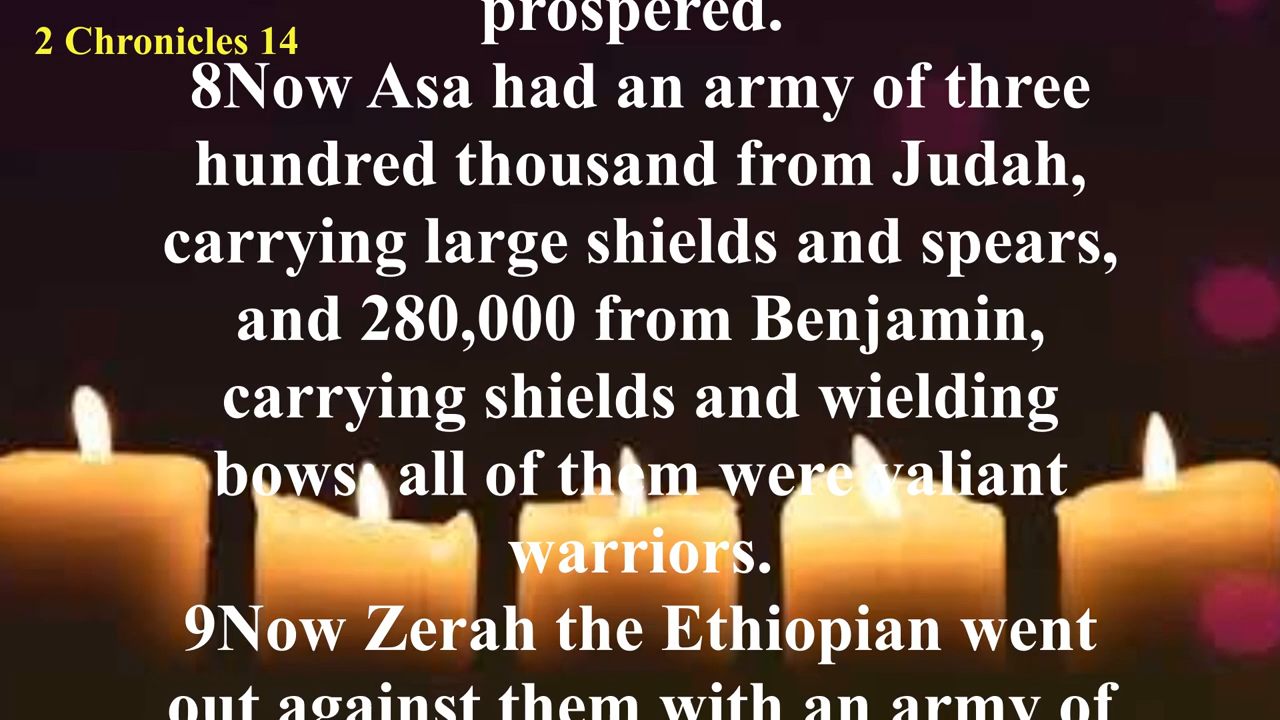 prospered.
2 Chronicles 14
8Now Asa had an army of three
hundred thousand from Judah,
carrying large shields and spears,
and 280,000 from Benjamin,
carrying shields and wielding
bows; all of them were valiant
warriors.
9Now Zerah the Ethiopian went
out against them with an army of